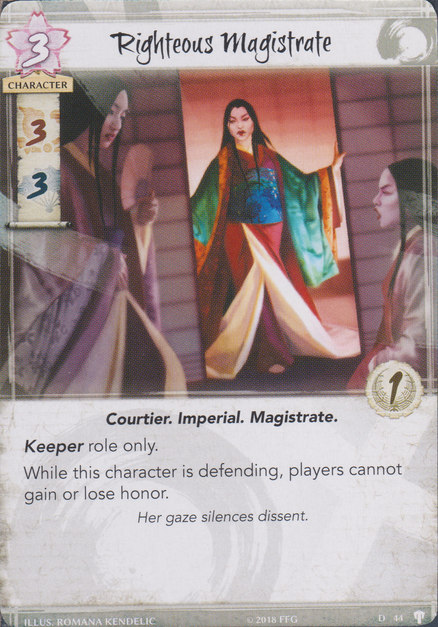 3
Righteous Magistrate
CHARACTER
3
3
1
Courtier. Imperial. Magistrate.
Keeper role only.
While this character is defending, players cannot
gain or lose honor.
Her gaze silences dissent.
ILLUS. ROMANA KENDELIC © 2018 FFG D 44